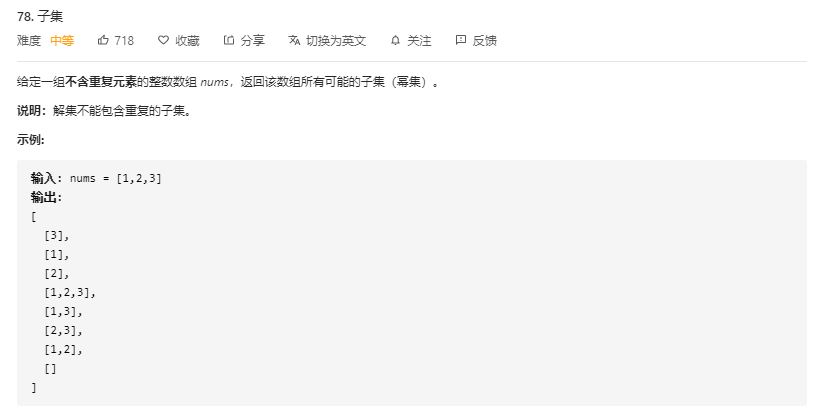 78. 子集
难度 中等 718 收藏 分享 切换为英文 关注 反馈
给定一组不含重复元素的整数数组 nums，返回该数组所有可能的子集（幂集）。
说明：解集不能包含重复的子集。
示例:
输入: nums = [1,2,3]
输出:
[
[3],
[1],
[2],
[1,2,3],
[1,3],
[2,3],
[1,2],
[]
]